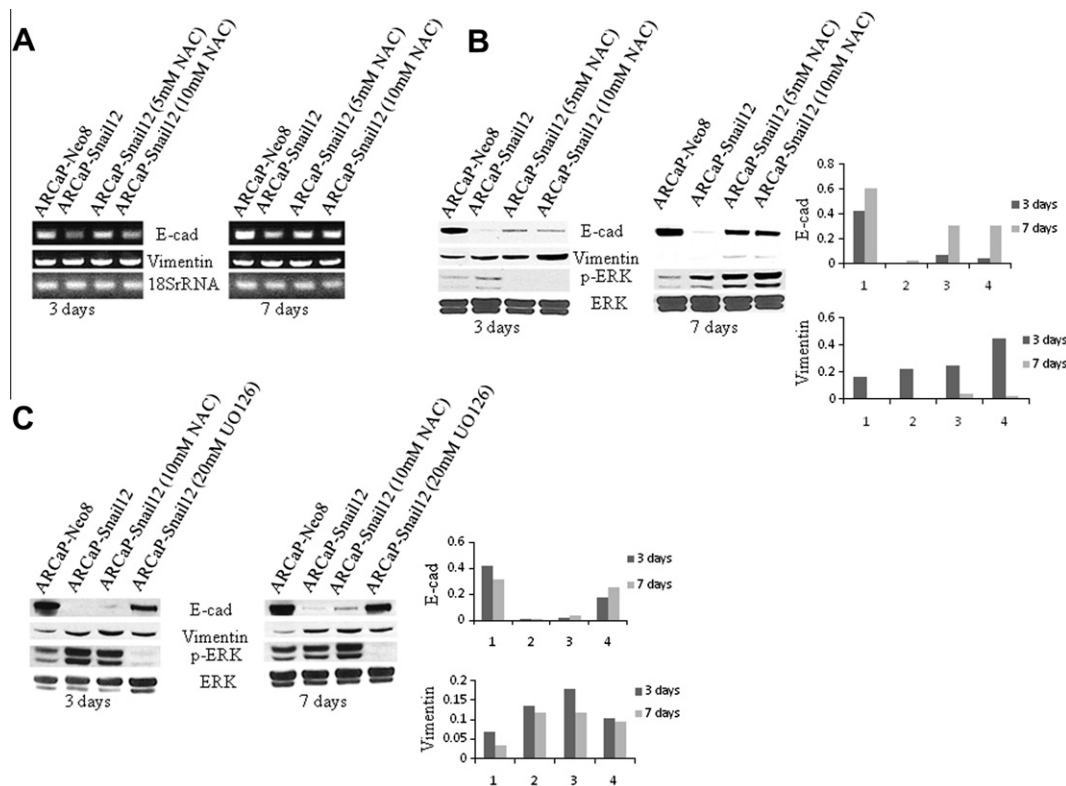 A
ARCaP-Neo8
ARCaP-Snail12
ARCaP-Snail12 (5mM NAC)
ARCaP-Snail12 (10mM NAC)
ARCaP-Neo8
ARCaP-Snail12
ARCaP-Snail12 (5mM NAC)
ARCaP-Snail12 (10mM NAC)
E-cad
Vimentin
18SrRNA
3 days
7 days
B
ARCaP-Neo8
ARCaP-Snail12
ARCaP-Snail12 (5mM NAC)
ARCaP-Snail12 (10mM NAC)
ARCaP-Neo8
ARCaP-Snail12
ARCaP-Snail12 (5mM NAC)
ARCaP-Snail12 (10mM NAC)
E-cad
Vimentin
p-ERK
ERK
3 days
7 days
E-cad
0.8
0.6
0.4
0.2
0
1 2 3 4
3 days
7 days
Vimentin
0.6
0.4
0.2
0
1 2 3 4
3 days
7 days
C
ARCaP-Neo8
ARCaP-Snail12
ARCaP-Snail12 (10mM NAC)
ARCaP-Snail12 (20mM UO126)
ARCaP-Neo8
ARCaP-Snail12
ARCaP-Snail12 (10mM NAC)
ARCaP-Snail12 (20mM UO126)
E-cad
Vimentin
p-ERK
ERK
3 days
7 days
E-cad
0.6
0.4
0.2
0
1 2 3 4
3 days
7 days
Vimentin
0.2
0.15
0.1
0.05
0
1 2 3 4
3 days
7 days